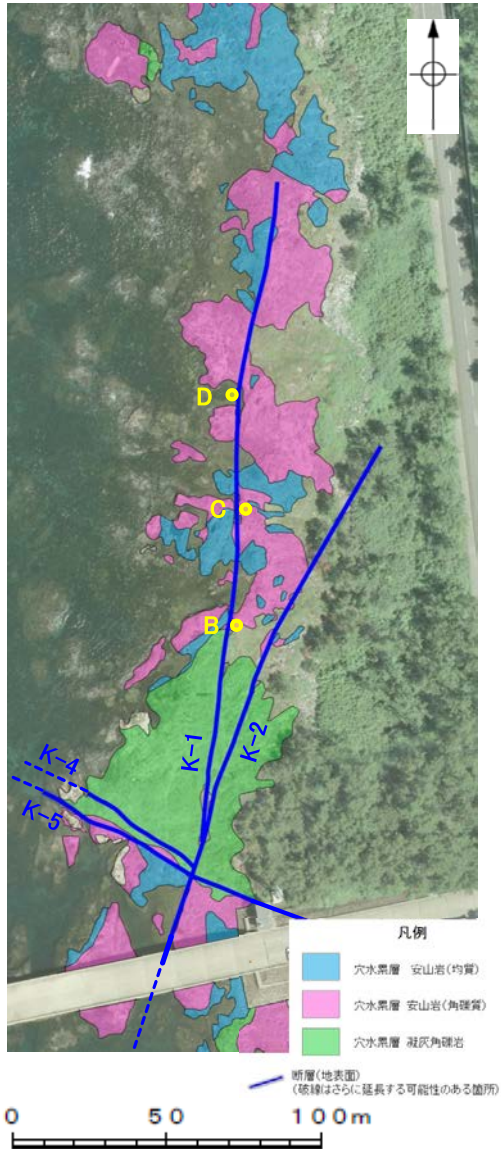 D
C
B
K-1
K-2
K-4
K-5
凡例
穴水累層 安山岩(均質)
穴水累層 安山岩(角礫質)
穴水累層 凝灰角礫岩
断層(地表面)
(破線はさらに延長する可能性のある箇所)
0 50 100m